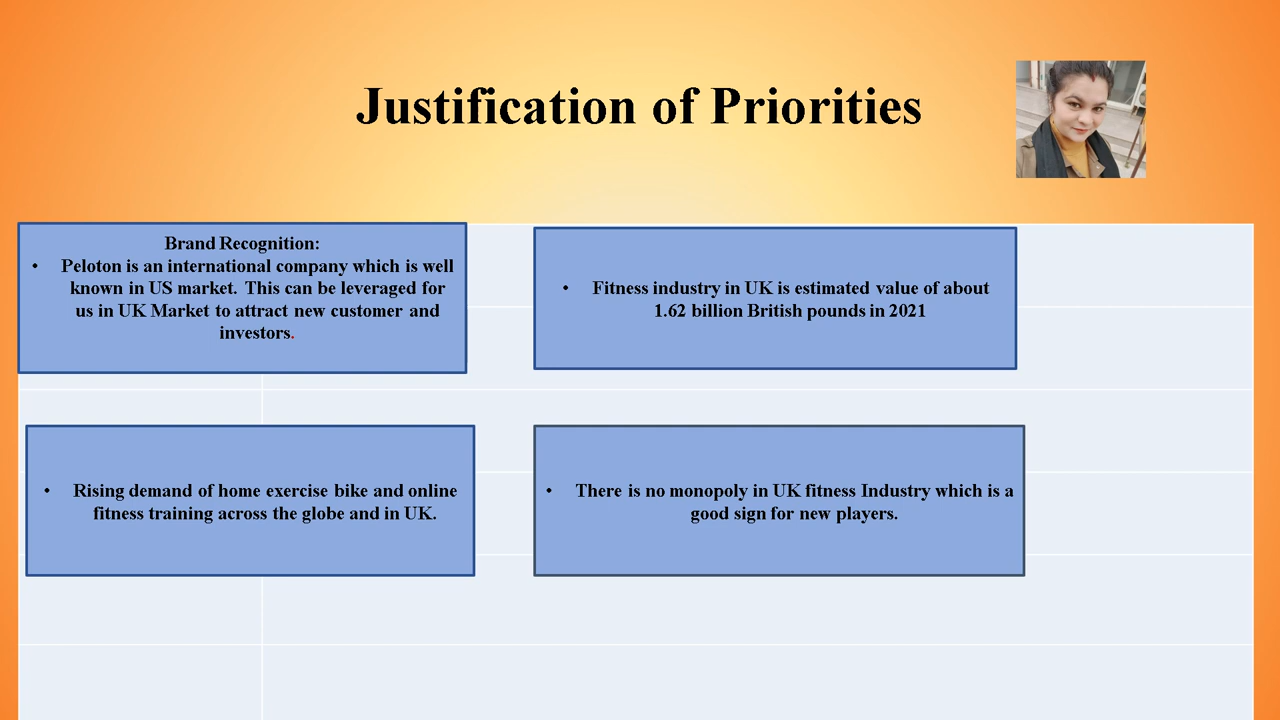 Justification of Priorities
Brand Recognition:
• Peloton is an international company which is well
known in US market. This can be leveraged for
us in UK Market to attract new customer and
investors.
• Fitness industry in UK is estimated value of about
1.62 billion British pounds in 2021
• Rising demand of home exercise bike and online
fitness training across the globe and in UK.
• There is no monopoly in UK fitness Industry which is a
good sign for new players.